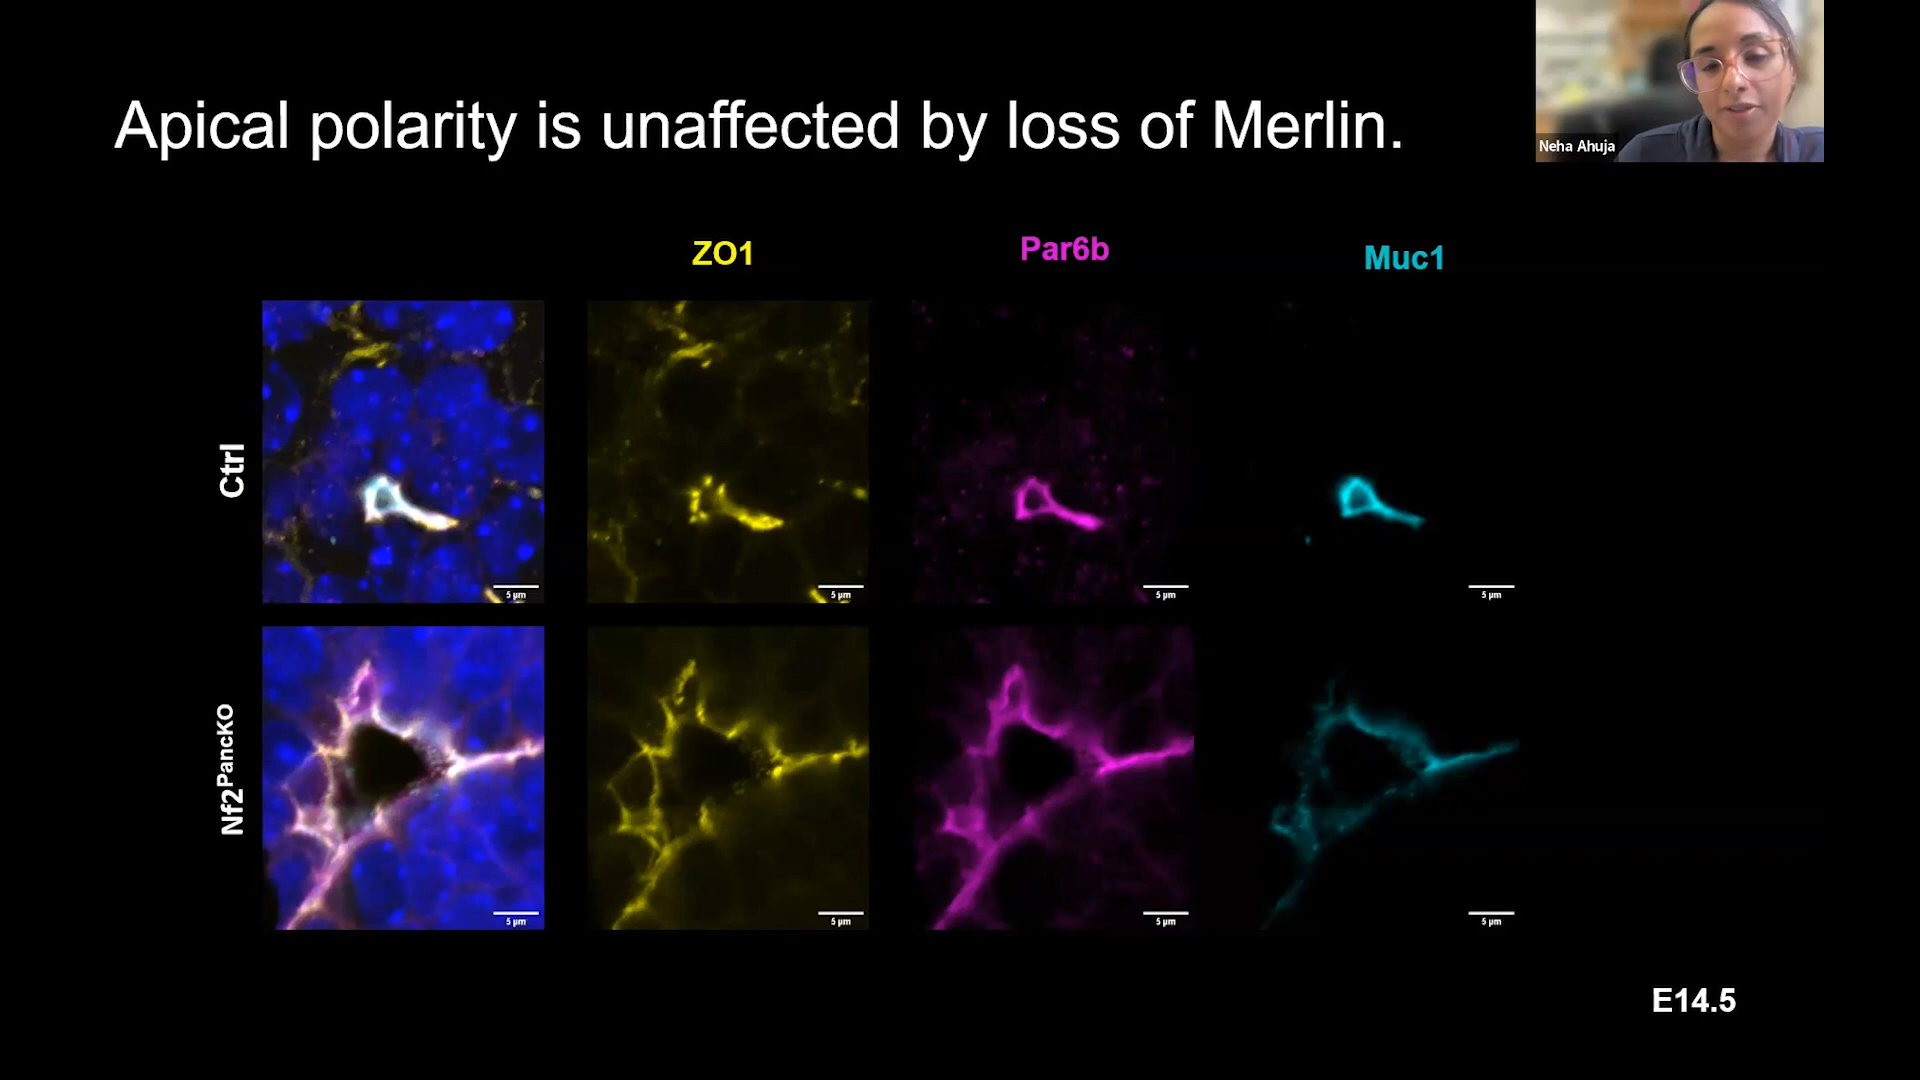 Apical polarity is unaffected by loss of Merlin.
Neha Ahuja
ZO1
Par6b
Muc1
Ctrl
5 μm
5 μm
5 μm
5 μm
Nf2PancKO
5 μm
5 μm
5 μm
5 μm
E14.5